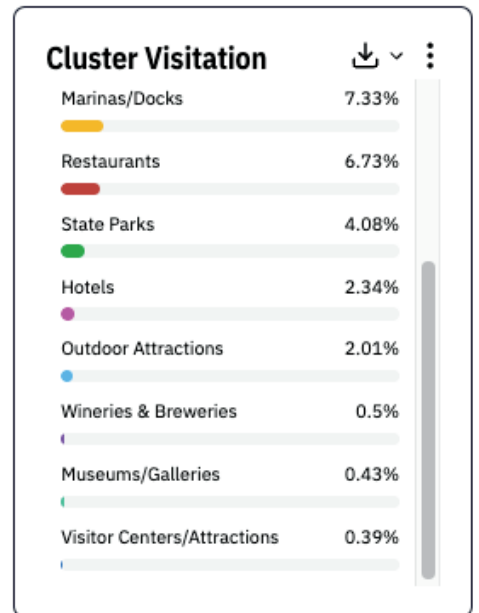 Cluster Visitation
Marinas/Docks 7.33%
Restaurants 6.73%
State Parks 4.08%
Hotels 2.34%
Outdoor Attractions 2.01%
Wineries & Breweries 0.5%
Museums/Galleries 0.43%
Visitor Centers/Attractions 0.39%